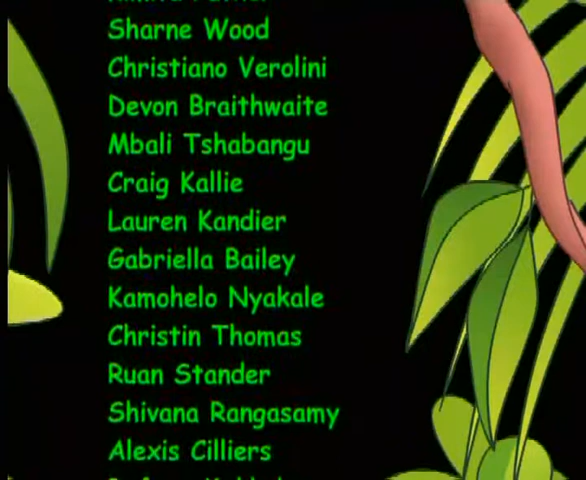 Sharne Wood
Christiano Verolini
Devon Braithwaite
Mbali Tshabangu
Craig Kallie
Lauren Kandier
Gabriella Bailey
Kamohelo Nyakale
Christin Thomas
Ruan Stander
Shivana Rangasamy
Alexis Cilliers